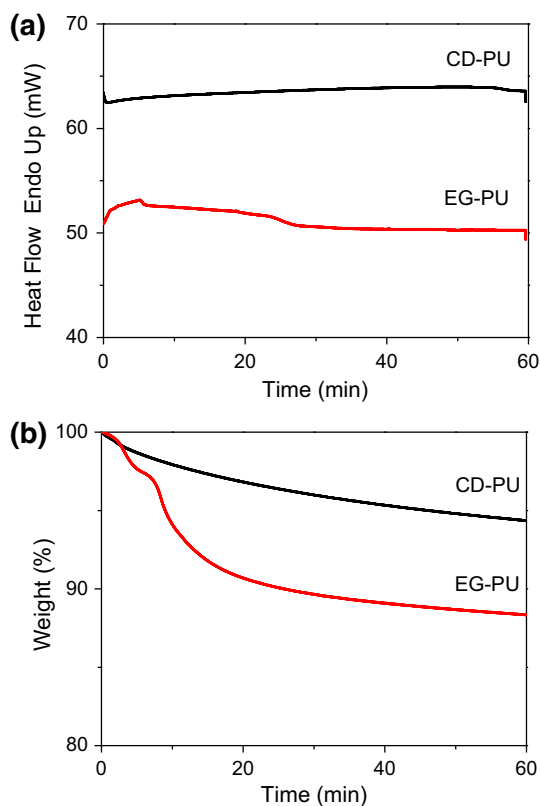 (a)
70
60
50
40
Heat Flow Endo Up (mW)
CD-PU
EG-PU
0 20 40 60
Time (min)
(b)
100
90
80
Weight (%)
CD-PU
EG-PU
0 20 40 60
Time (min)